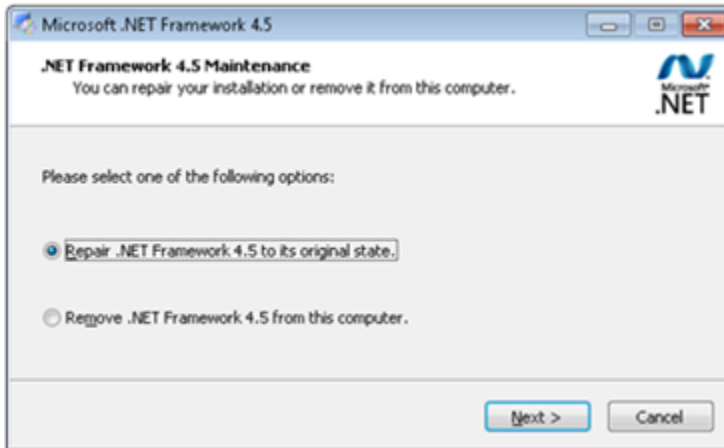 Microsoft .NET Framework 4.5
.NET Framework 4.5 Maintenance
You can repair your installation or remove it from this computer.
Microsoft
.NET
Please select one of the following options:
Repair .NET Framework 4.5 to its original state.
Remove .NET Framework 4.5 from this computer.
Next >
Cancel